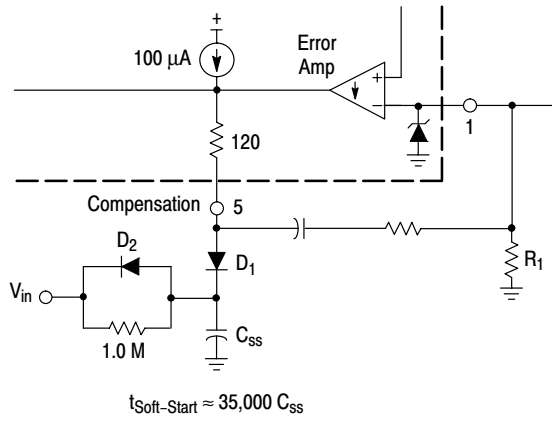 +
100 μA
Error
Amp
+
−
1
120
Compensation
5
D2
D1
R1
Vin
Css
1.0 M
tSoft−Start ≈ 35,000 Css